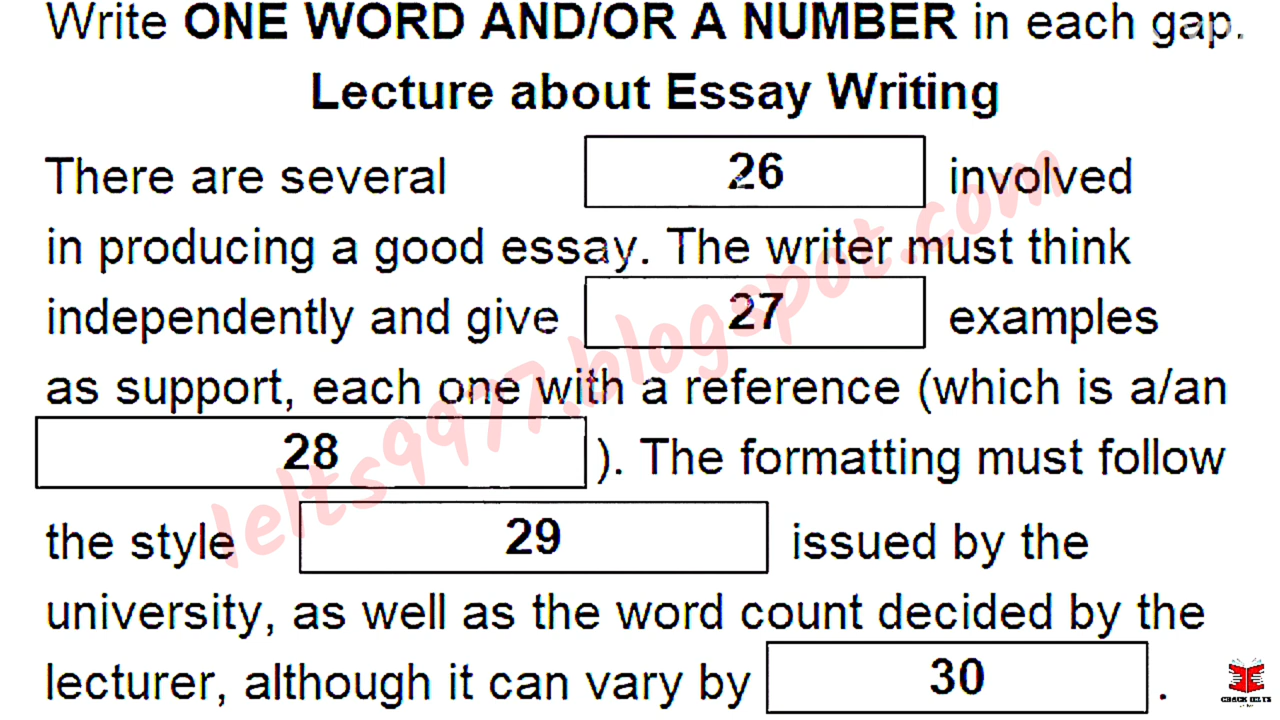 Write ONE WORD AND/OR A NUMBER in each gap.
Lecture about Essay Writing
There are several 26 involved
in producing a good essay. The writer must think
independently and give 27 examples
as support, each one with a reference (which is a/an
28 ). The formatting must follow
the style 29 issued by the
university, as well as the word count decided by the
lecturer, although it can vary by 30 .
Ielts9977.blogspot.com
CRACK IELTS